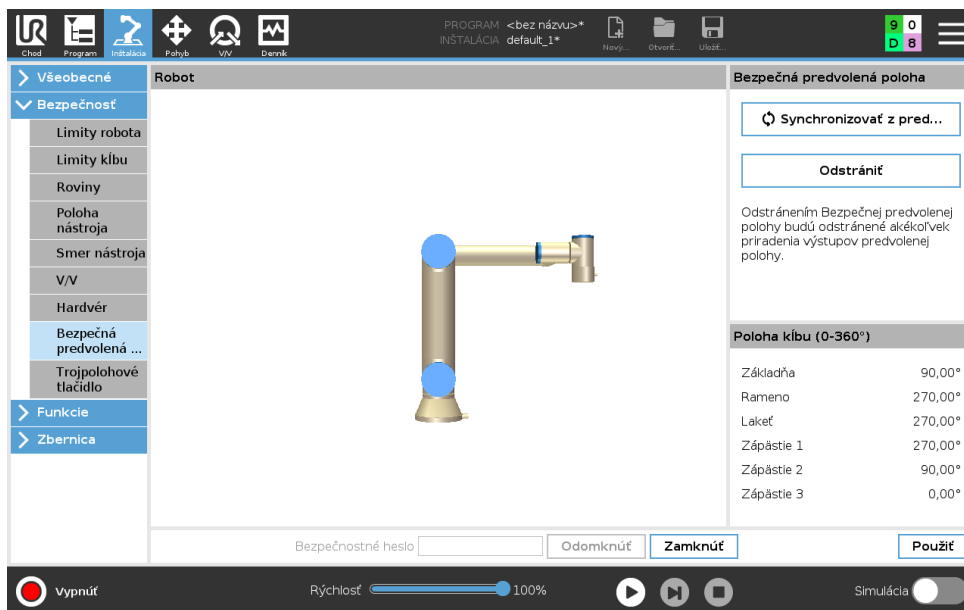 UR
Chod
Program
Inštalácia
Pohyb
V/V
Denník
PROGRAM <bez názvu>*
INŠTALÁCIA default_1*
Nový...
Otvoriť...
Uložiť...
9 0
D 8
Všeobecné
Bezpečnosť
Limity robota
Limity kĺbu
Roviny
Poloha
nástroja
Smer nástroja
V/V
Hardvér
Bezpečná
predvolená ...
Trojpolohové
tlačidlo
Funkcie
Zbernica
Robot
Bezpečná predvolená poloha
Synchronizovať z pred...
Odstrániť
Odstránením Bezpečnej predvolenej
polohy budú odstránené akékoľvek
priradenia výstupov predvolenej
polohy.
Poloha kĺbu (0-360°)
Základňa 90,00°
Rameno 270,00°
Lakeť 270,00°
Zápästie 1 270,00°
Zápästie 2 90,00°
Zápästie 3 0,00°
Bezpečnostné heslo
Odomknúť
Zamknúť
Použiť
Vypnúť
Rýchlosť 100%
Simulácia